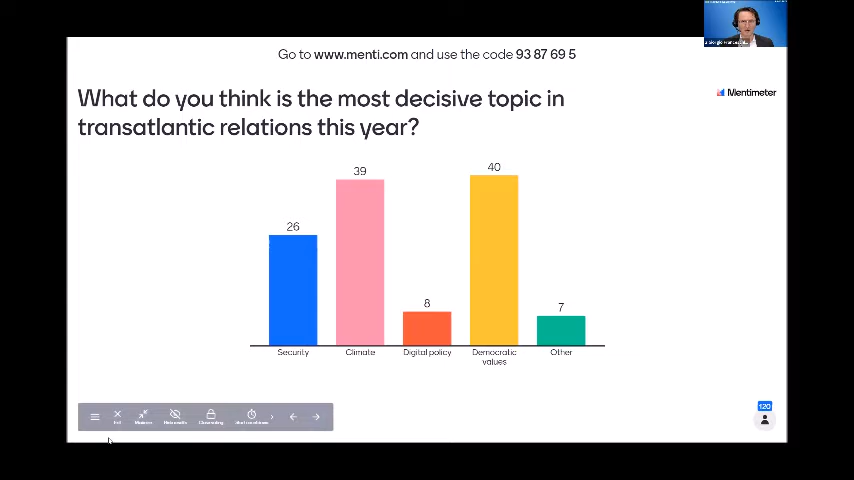 Go to www.menti.com and use the code 93 87 69 5
What do you think is the most decisive topic in
transatlantic relations this year?
Mentimeter
26
39
8
40
7
Security
Climate
Digital policy
Democratic
values
Other
120